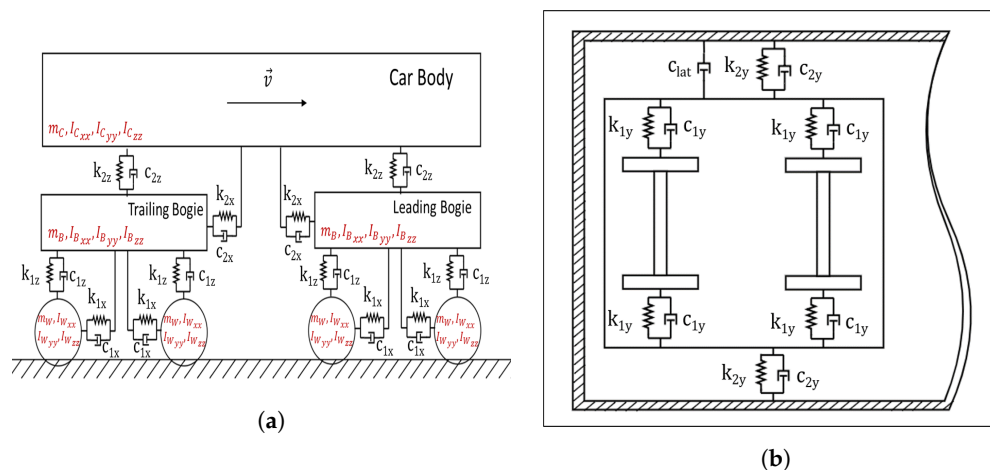 v⃗
Car Body
m_C, I_Cxx, I_Cyy, I_Czz
k_2z c_2z k_2z c_2z
k_2x k_2x
Trailing Bogie Leading Bogie
m_B, I_Bxx, I_Byy, I_Bzz m_B, I_Bxx, I_Byy, I_Bzz
c_2x c_2x
k_1z c_1z k_1z c_1z k_1z c_1z k_1z c_1z
k_1x k_1x k_1x k_1x
m_W, I_Wxx m_W, I_Wxx m_W, I_Wxx m_W, I_Wxx
I_Wyy, I_Wzz I_Wyy, I_Wzz I_Wyy, I_Wzz I_Wyy, I_Wzz
c_1x c_1x c_1x c_1x
(a)
c_lat k_2y c_2y
k_1y c_1y k_1y c_1y
k_1y c_1y k_1y c_1y
k_2y c_2y
(b)